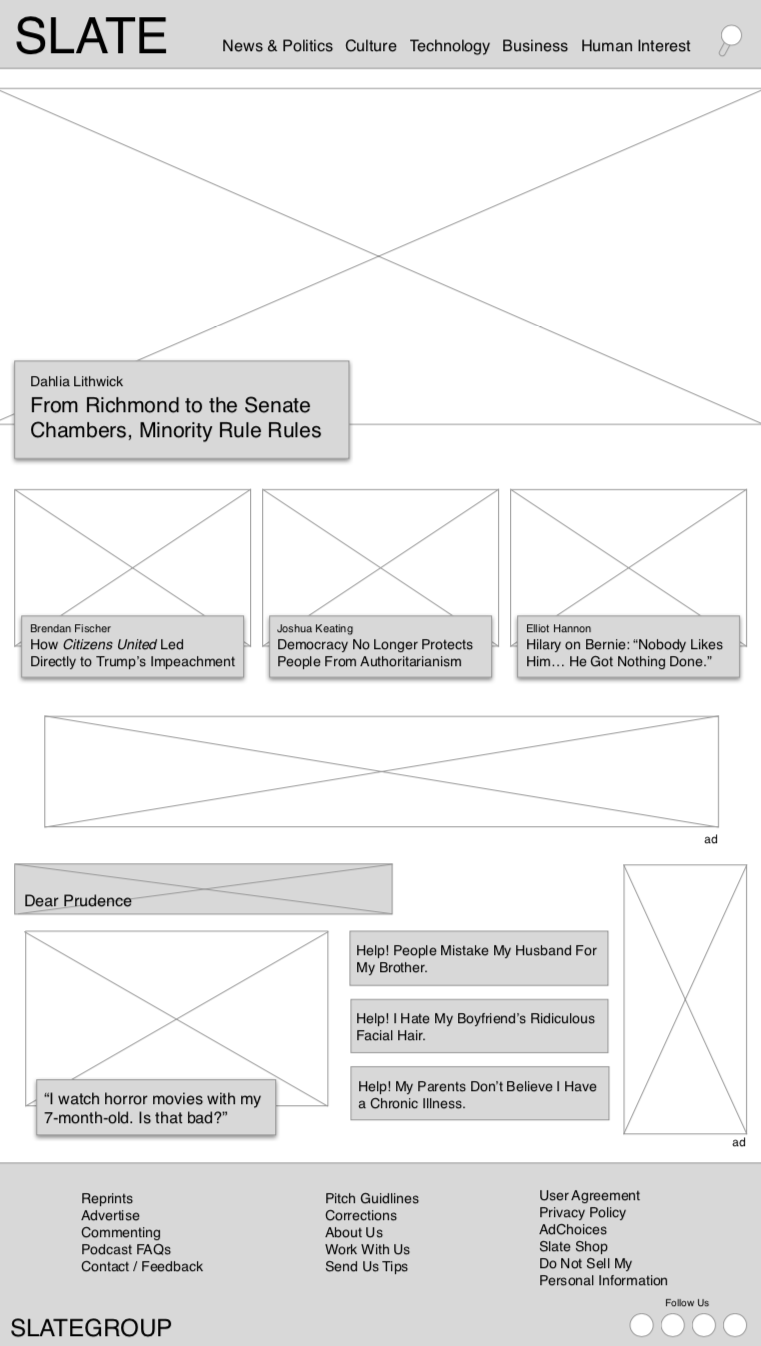 SLATE
News & Politics Culture Technology Business Human Interest
Dahlia Lithwick
From Richmond to the Senate
Chambers, Minority Rule Rules
Brendan Fischer
How Citizens United Led
Directly to Trump’s Impeachment
Joshua Keating
Democracy No Longer Protects
People From Authoritarianism
Elliot Hannon
Hilary on Bernie: “Nobody Likes
Him… He Got Nothing Done.”
ad
Dear Prudence
Help! People Mistake My Husband For
My Brother.
Help! I Hate My Boyfriend’s Ridiculous
Facial Hair.
Help! My Parents Don’t Believe I Have
a Chronic Illness.
“I watch horror movies with my
7-month-old. Is that bad?”
ad
Reprints
Advertise
Commenting
Podcast FAQs
Contact / Feedback
Pitch Guidlines
Corrections
About Us
Work With Us
Send Us Tips
User Agreement
Privacy Policy
AdChoices
Slate Shop
Do Not Sell My
Personal Information
Follow Us
SLATEGROUP